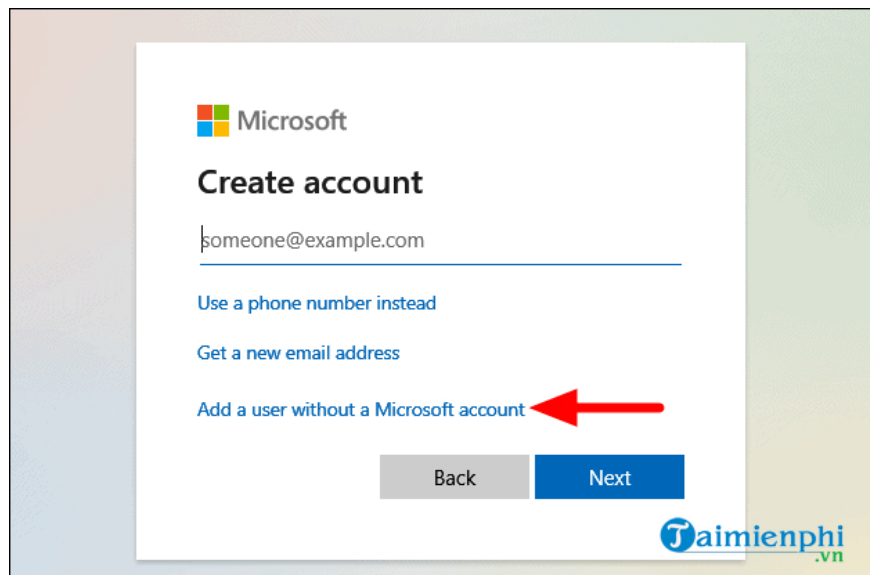 Microsoft
Create account
someone@example.com
Use a phone number instead
Get a new email address
Add a user without a Microsoft account
Back
Next
Taimienphi
.vn